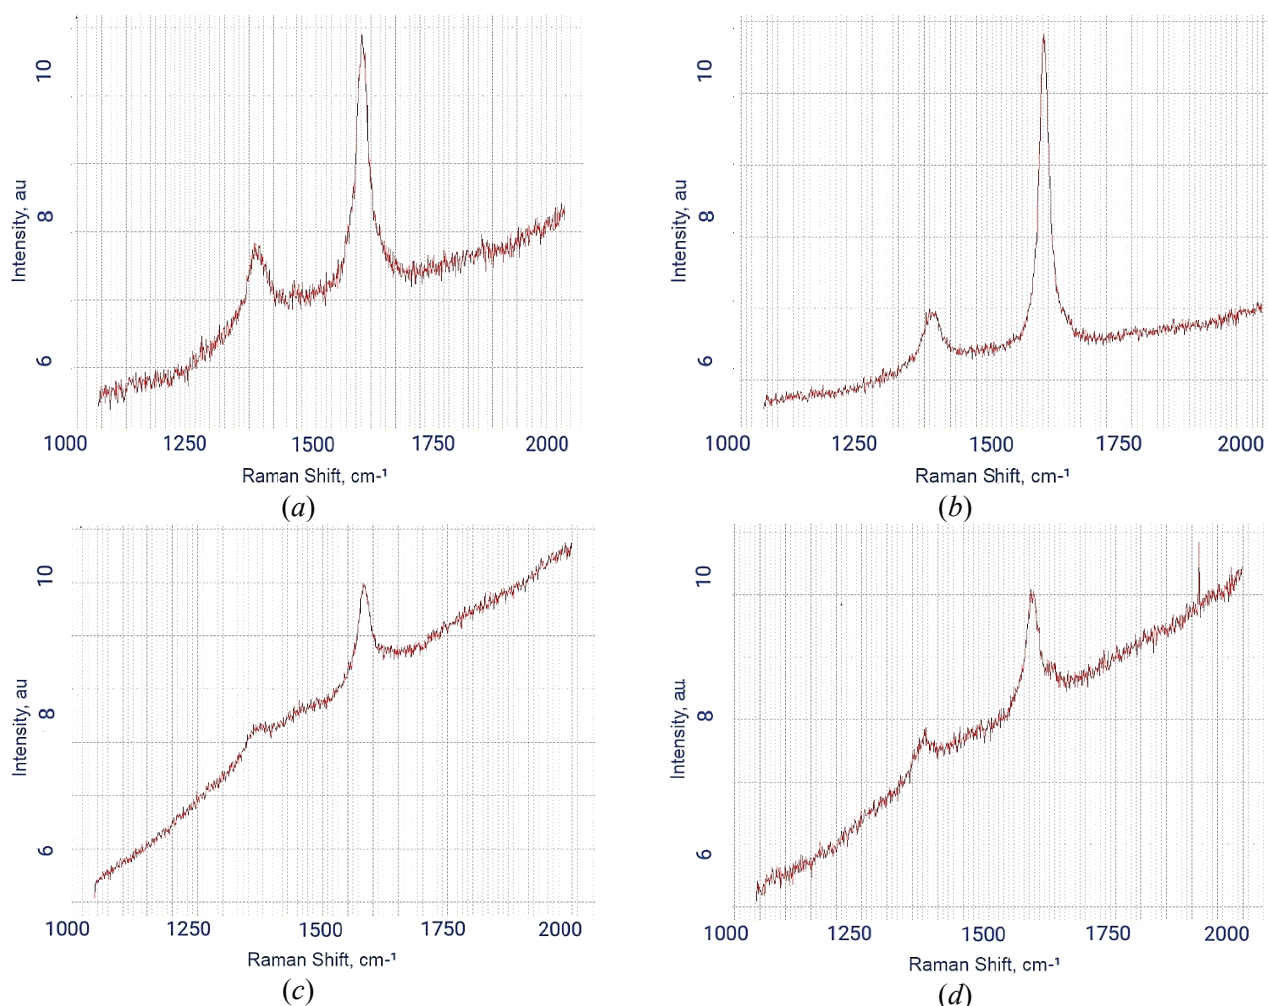 10
8
6
Intensity, au
1000 1250 1500 1750 2000
Raman Shift, cm-¹
(a)
10
8
6
Intensity, au
1000 1250 1500 1750 2000
Raman Shift, cm-¹
(b)
10
8
6
Intensity, au
1000 1250 1500 1750 2000
Raman Shift, cm-¹
(c)
10
8
6
Intensity, au.
1000 1250 1500 1750 2000
Raman Shift, cm-¹
(d)